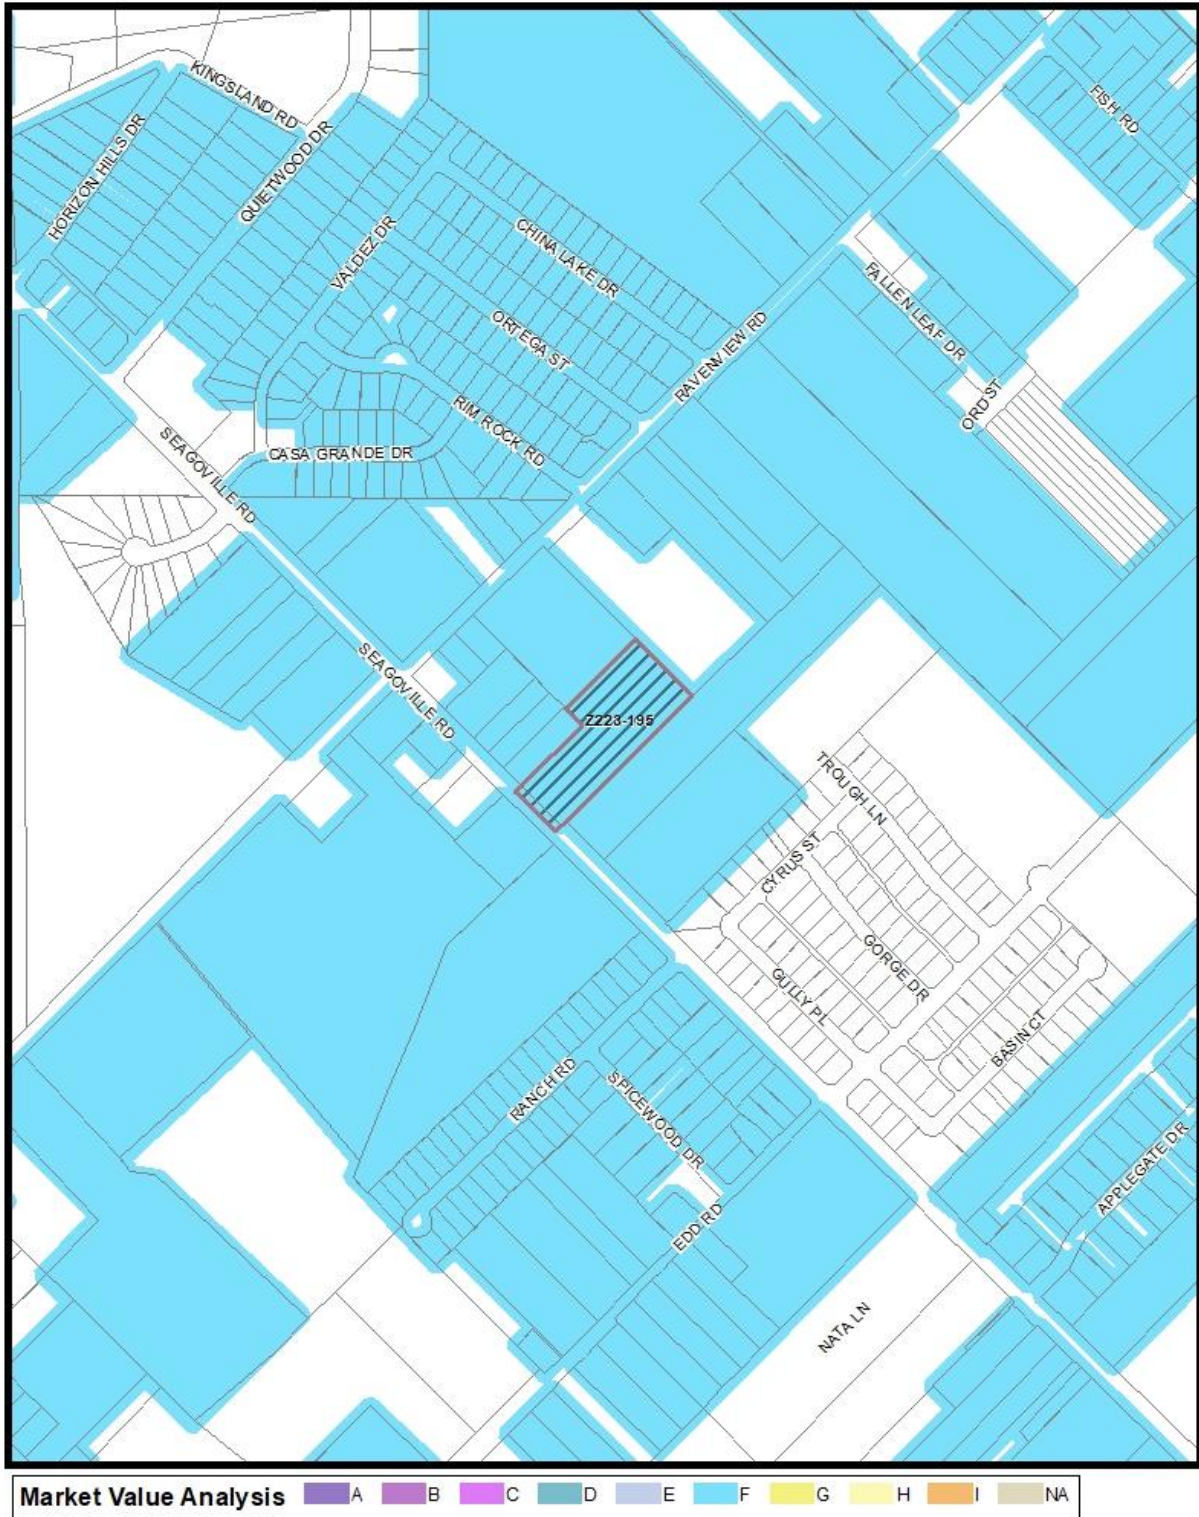 KINGSLAND RD
FISH RD
HORIZON HILLS DR
QUIETWOOD DR
VALDEZ DR
CHINA LAKE DR
FALLEN LEAF DR
ORTEGA ST
RAVENVIEW RD
ORD ST
RIM ROCK RD
CASA GRANDE DR
SEAGOVILLE RD
SEAGOVILLE RD
Z223-195
TROUGH LN
CYRUS ST
GORGE DR
GULLY PL
BASIN CT
RANCH RD
SPICEWOOD DR
APPLEGATE DR
EDD RD
NATA LN
Market Value Analysis A B C D E F G H I NA